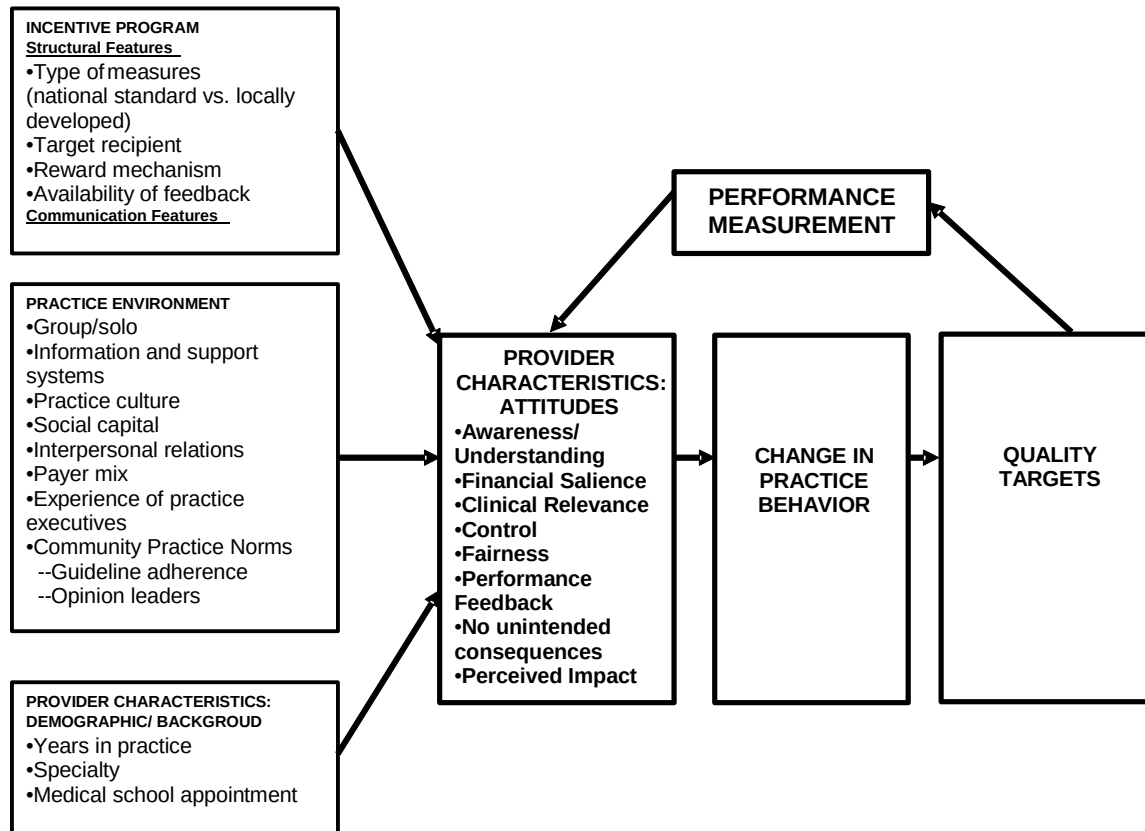 INCENTIVE PROGRAM
Structural Features
•Type of measures
(national standard vs. locally
developed)
•Target recipient
•Reward mechanism
•Availability of feedback
Communication Features
PRACTICE ENVIRONMENT
•Group/solo
•Information and support
systems
•Practice culture
•Social capital
•Interpersonal relations
•Payer mix
•Experience of practice
executives
•Community Practice Norms
--Guideline adherence
--Opinion leaders
PROVIDER CHARACTERISTICS:
DEMOGRAPHIC/ BACKGROUD
•Years in practice
•Specialty
•Medical school appointment
PROVIDER
CHARACTERISTICS:
ATTITUDES
•Awareness/
Understanding
•Financial Salience
•Clinical Relevance
•Control
•Fairness
•Performance
Feedback
•No unintended
consequences
•Perceived Impact
CHANGE IN
PRACTICE
BEHAVIOR
QUALITY
TARGETS
PERFORMANCE
MEASUREMENT